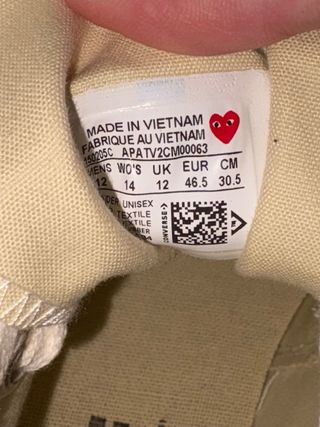 MADE IN VIETNAM
FABRIQUE AU VIETNAM
150205C APATV2CM00063
MENS WO'S UK EUR CM
12 14 12 46.5 30.5
UNISEX
TEXTILE
TEXTILE
CONVERSE